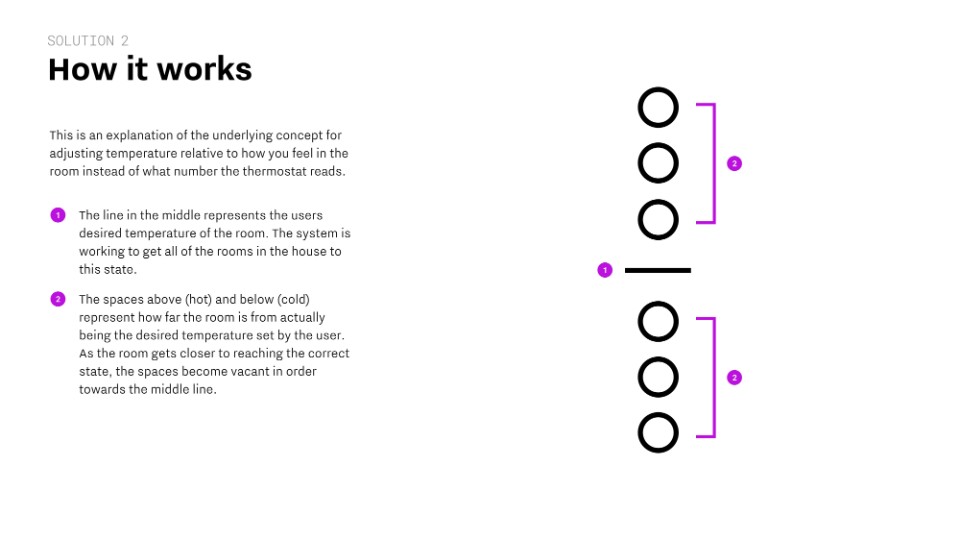 SOLUTION 2
How it works
This is an explanation of the underlying concept for
adjusting temperature relative to how you feel in the
room instead of what number the thermostat reads.
1 The line in the middle represents the users
desired temperature of the room. The system is
working to get all of the rooms in the house to
this state.
2 The spaces above (hot) and below (cold)
represent how far the room is from actually
being the desired temperature set by the user.
As the room gets closer to reaching the correct
state, the spaces become vacant in order
towards the middle line.
2
1
2